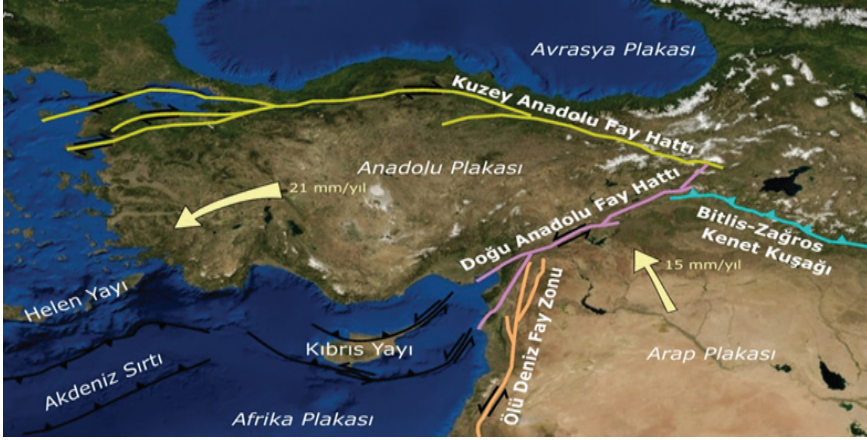 Avrasya Plakası
Kuzey Anadolu Fay Hattı
Anadolu Plakası
21 mm/yıl
Doğu Anadolu Fay Hattı
Bitlis-Zağros
Kenet Kuşağı
15 mm/yıl
Helen Yayı
Ölü Deniz Fay Zonu
Kıbrıs Yayı
Arap Plakası
Akdeniz Sırtı
Afrika Plakası